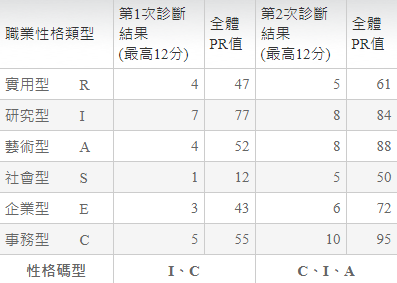 職業性格類型 第1次診斷結果(最高12分) 全體PR值 第2次診斷結果(最高12分) 全體PR值
實用型 R 4 47 5 61
研究型 I 7 77 8 84
藝術型 A 4 52 8 88
社會型 S 1 12 5 50
企業型 E 3 43 6 72
事務型 C 5 55 10 95
性格碼型 I、C C、I、A